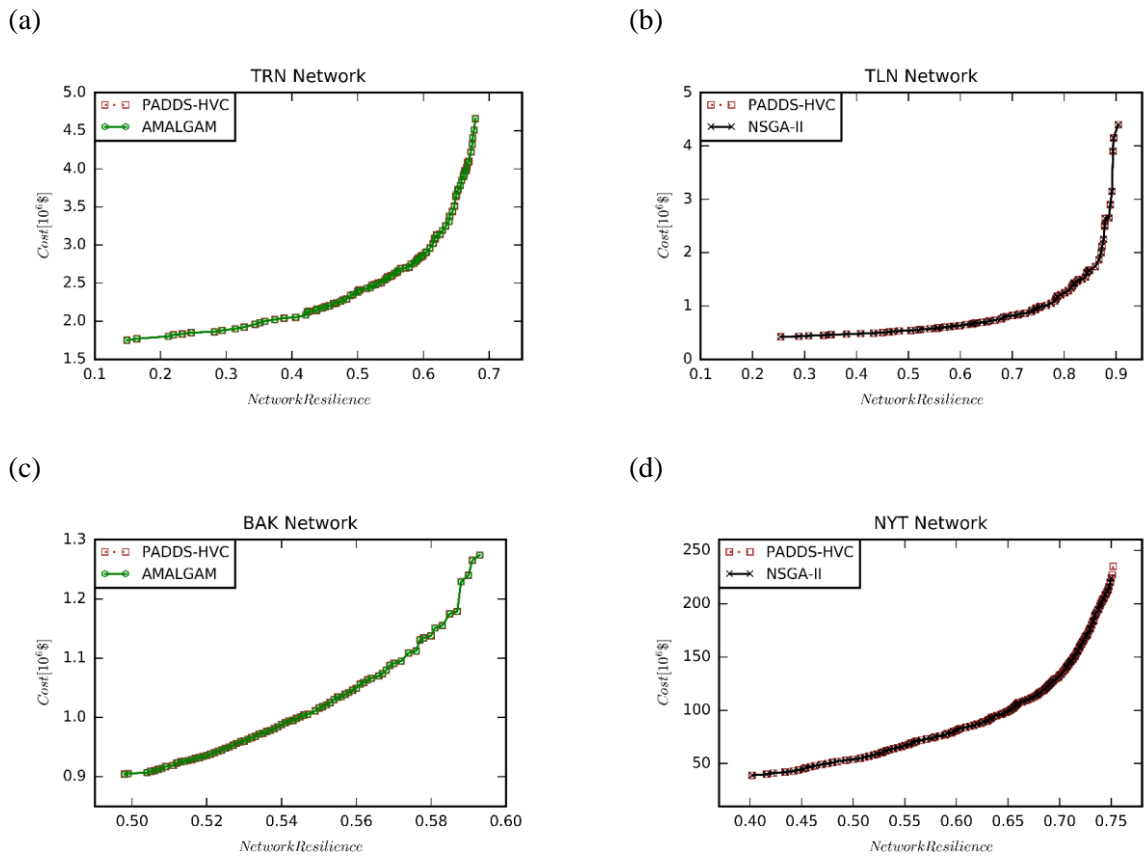 (a)
TRN Network
PADDS-HVC
AMALGAM
5.0
4.5
4.0
3.5
3.0
2.5
2.0
1.5
Cost[10⁶$]
0.1 0.2 0.3 0.4 0.5 0.6 0.7
NetworkResilience
(b)
TLN Network
PADDS-HVC
NSGA-II
5
4
3
2
1
0
Cost[10⁶$]
0.1 0.2 0.3 0.4 0.5 0.6 0.7 0.8 0.9
NetworkResilience
(c)
BAK Network
PADDS-HVC
AMALGAM
1.3
1.2
1.1
1.0
0.9
Cost[10⁶$]
0.50 0.52 0.54 0.56 0.58 0.60
NetworkResilience
(d)
NYT Network
PADDS-HVC
NSGA-II
250
200
150
100
50
Cost[10⁶$]
0.40 0.45 0.50 0.55 0.60 0.65 0.70 0.75
NetworkResilience